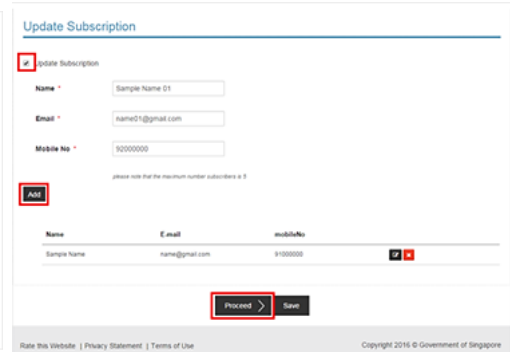 Update Subscription
Update Subscription
Name *
Sample Name 01
Email *
name01@gmail.com
Mobile No *
92000000
please note that the maximum number subscribers is 5
Add
Name E.mail mobileNo
Sample Name name@gmail.com 91000000
Proceed Save
Rate this Website | Privacy Statement | Terms of Use Copyright 2016 © Government of Singapore